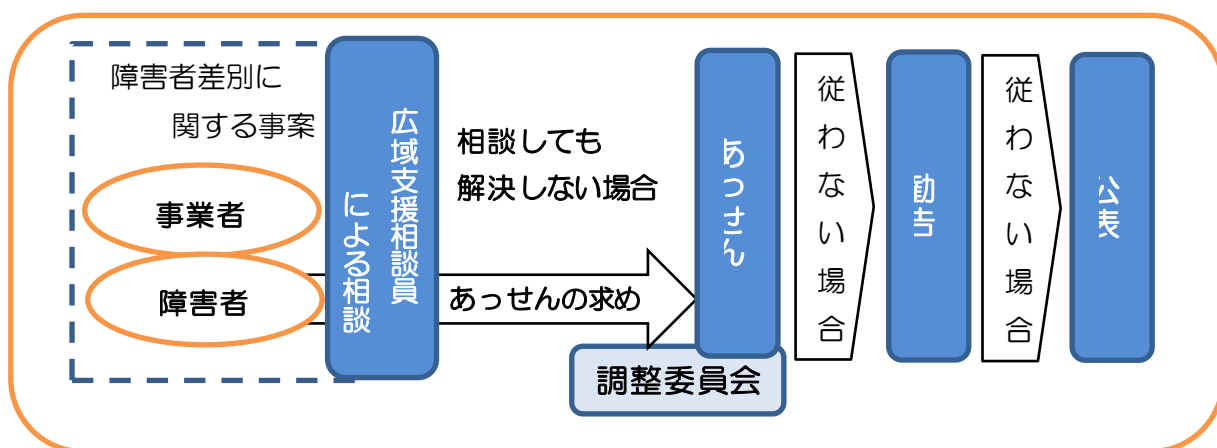 障害者差別に
関する事案
事業者
障害者
広域支援相談員
による相談
相談しても
解決しない場合
あっせんの求め
調整委員会
あっせん
従わない場合
勧告
従わない場合
公表